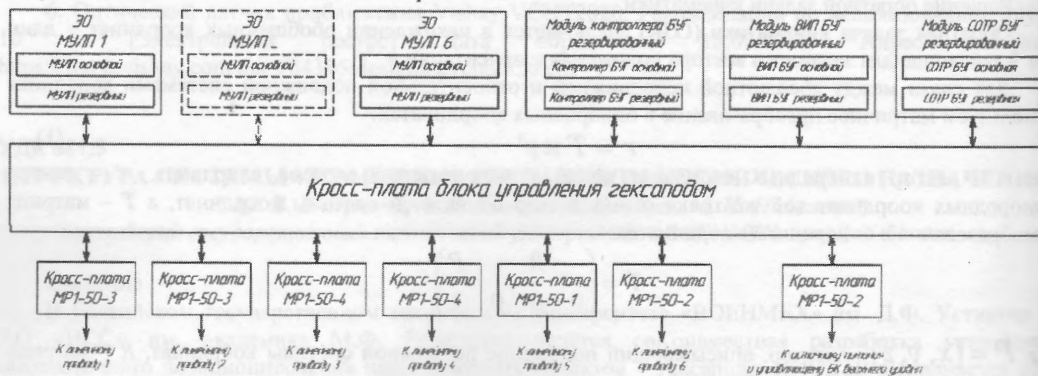 ЗО
МУЛП 1
МУЛП основной
МУЛП резервный
ЗО
МУЛП ...
МУЛП основной
МУЛП резервный
ЗО
МУЛП 6
МУЛП основной
МУЛП резервный
Модуль контроллера БУГ
резервированный
Контроллер БУГ основной
Контроллер БУГ резервный
Модуль ВИП БУГ
резервированный
ВИП БУГ основной
ВИП БУГ резервный
Модуль СОТР БУГ
резервированный
СОТР БУГ основная
СОТР БУГ резервная
Кросс-плата блока управления гексаподом
Кросс-плата
МР1-50-3
Кросс-плата
МР1-50-3
Кросс-плата
МР1-50-4
Кросс-плата
МР1-50-4
Кросс-плата
МР1-50-1
Кросс-плата
МР1-50-2
Кросс-плата
МР1-50-2
К линейному
приводу 1
К линейному
приводу 2
К линейному
приводу 3
К линейному
приводу 4
К линейному
приводу 5
К линейному
приводу 6
К источнику питания
и управляющему БК верхнего уровня